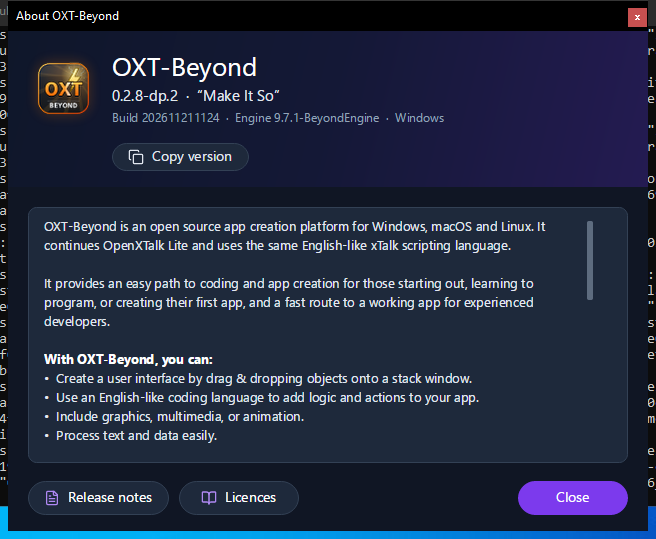 About OXT-Beyond
x
OXT
BEYOND
OXT-Beyond
0.2.8-dp.2 · “Make It So”
Build 202611211124 · Engine 9.7.1-BeyondEngine · Windows
Copy version
OXT-Beyond is an open source app creation platform for Windows, macOS and Linux. It
continues OpenXTalk Lite and uses the same English-like xTalk scripting language.
It provides an easy path to coding and app creation for those starting out, learning to
program, or creating their first app, and a fast route to a working app for experienced
developers.
With OXT-Beyond, you can:
• Create a user interface by drag & dropping objects onto a stack window.
• Use an English-like coding language to add logic and actions to your app.
• Include graphics, multimedia, or animation.
• Process text and data easily.
Release notes
Licences
Close